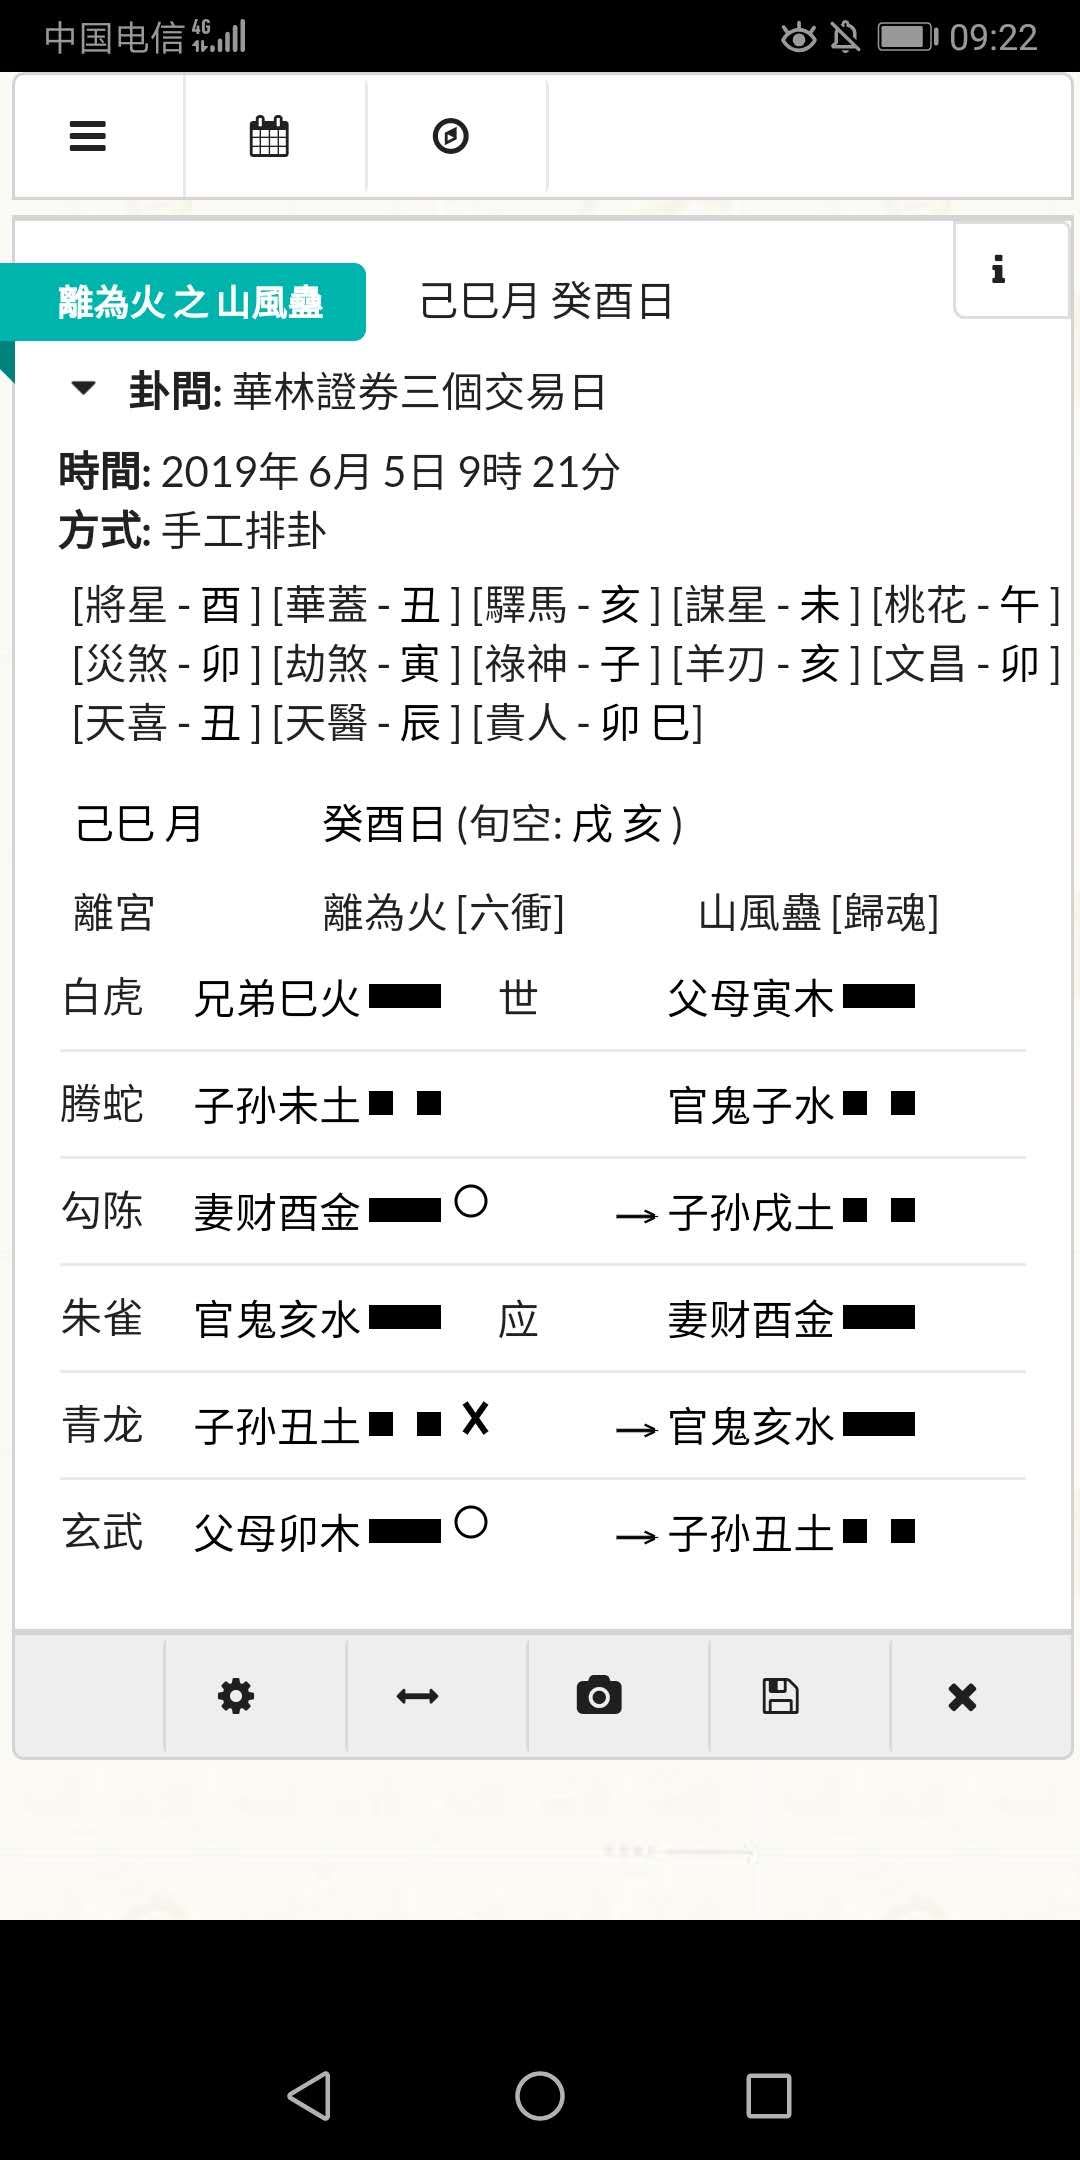 中国电信 4G 09:22
離為火 之 山風蠱 己巳月 癸酉日
卦問: 華林證券三個交易日
時間: 2019年 6月 5日 9時 21分
方式: 手工排卦
[將星 - 酉 ] [華蓋 - 丑 ] [驛馬 - 亥 ] [謀星 - 未 ] [桃花 - 午 ]
[災煞 - 卯 ] [劫煞 - 寅 ] [祿神 - 子 ] [羊刃 - 亥 ] [文昌 - 卯 ]
[天喜 - 丑 ] [天醫 - 辰 ] [貴人 - 卯 巳]
己巳 月 癸酉日 (旬空: 戌 亥 )
離宮 離為火 [六衝] 山風蠱 [歸魂]
白虎 兄弟巳火 世 父母寅木
腾蛇 子孙未土 官鬼子水
勾陈 妻财酉金 ○ → 子孙戌土
朱雀 官鬼亥水 应 妻财酉金
青龙 子孙丑土 X → 官鬼亥水
玄武 父母卯木 ○ → 子孙丑土